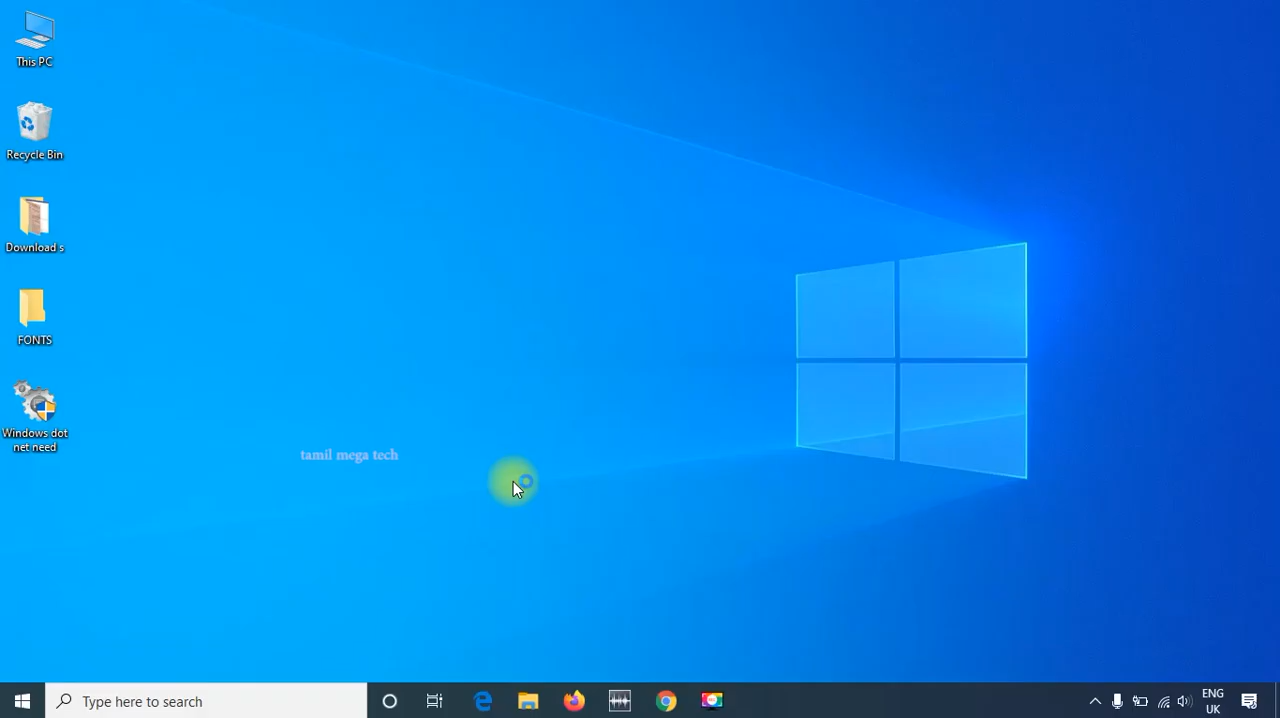 This PC
Recycle Bin
Download s
FONTS
Windows dot
net need
tamil mega tech
Type here to search
ENG
UK